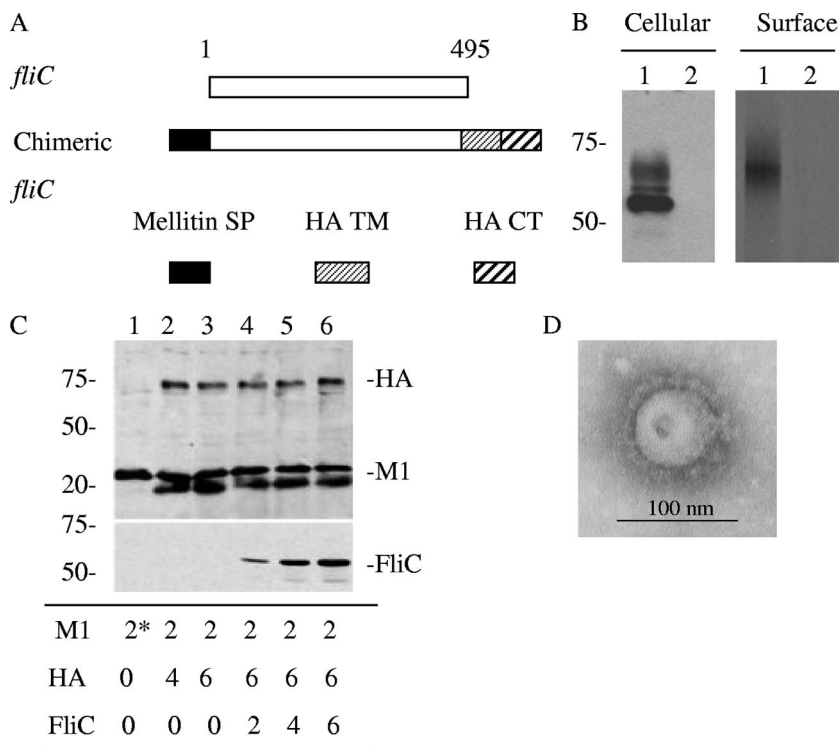 A
1 495
fliC
Chimeric
fliC
Mellitin SP HA TM HA CT
B
Cellular Surface
1 2 1 2
75-
50-
C
1 2 3 4 5 6
75- -HA
50-
-M1
20-
75-
50- -FliC
M1 2* 2 2 2 2 2
HA 0 4 6 6 6 6
FliC 0 0 0 2 4 6
D
100 nm